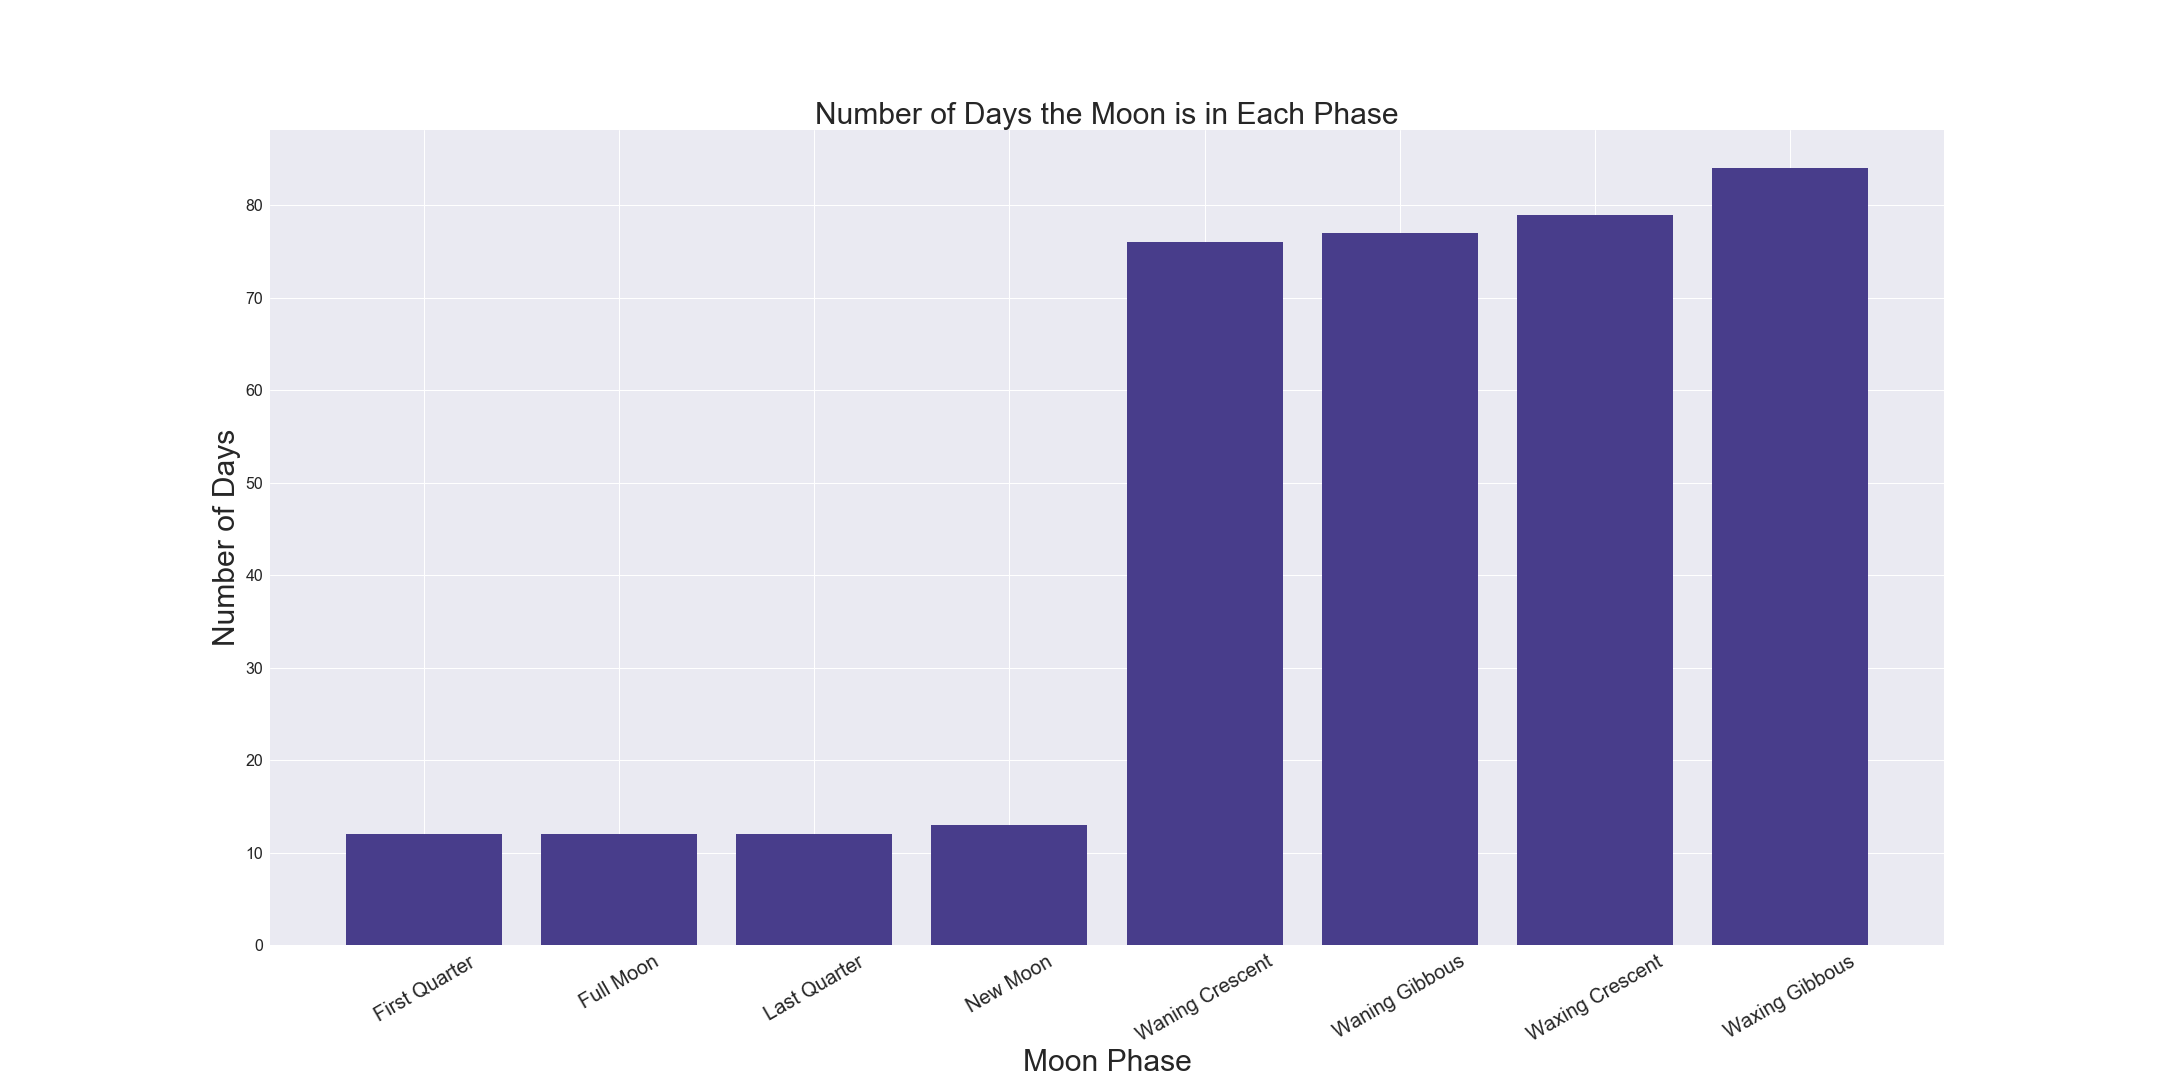 Number of Days the Moon is in Each Phase
Number of Days
80
70
60
50
40
30
20
10
0
First Quarter
Full Moon
Last Quarter
New Moon
Waning Crescent
Waning Gibbous
Waxing Crescent
Waxing Gibbous
Moon Phase